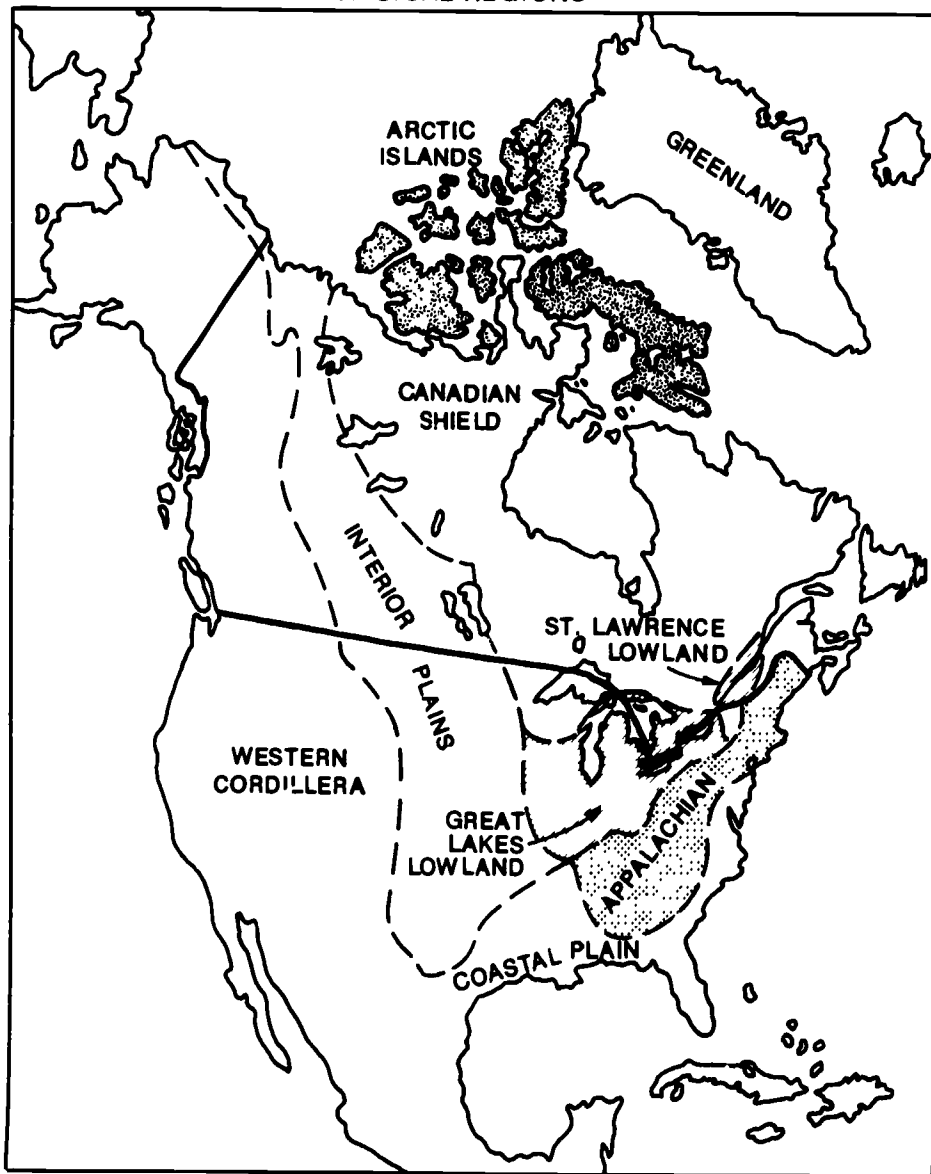 ARCTIC
ISLANDS
GREENLAND
CANADIAN
SHIELD
INTERIOR
PLAINS
ST. LAWRENCE
LOWLAND
WESTERN
CORDILLERA
GREAT
LAKES
LOWLAND
APPALACHIAN
COASTAL PLAIN